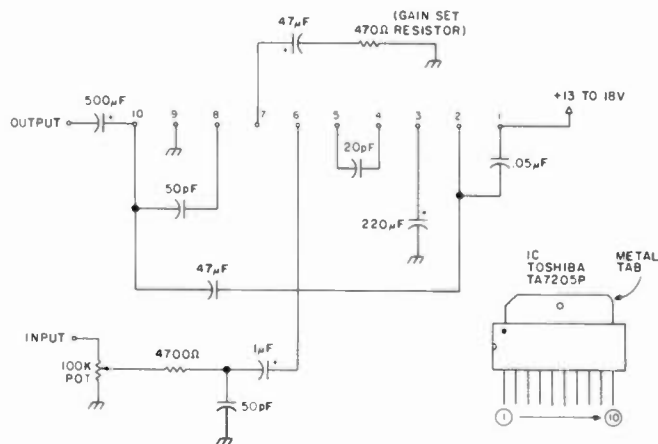 47µF
470Ω
(GAIN SET
RESISTOR)
+
+13 TO 18V
500µF
+
OUTPUT
10
9
8
7
6
5
4
3
2
1
20pF
.05µF
50pF
220µF
+
47µF
IC
TOSHIBA
TA7205P
METAL
TAB
INPUT
4700Ω
1µF
+
100K
POT
50pF
1
10